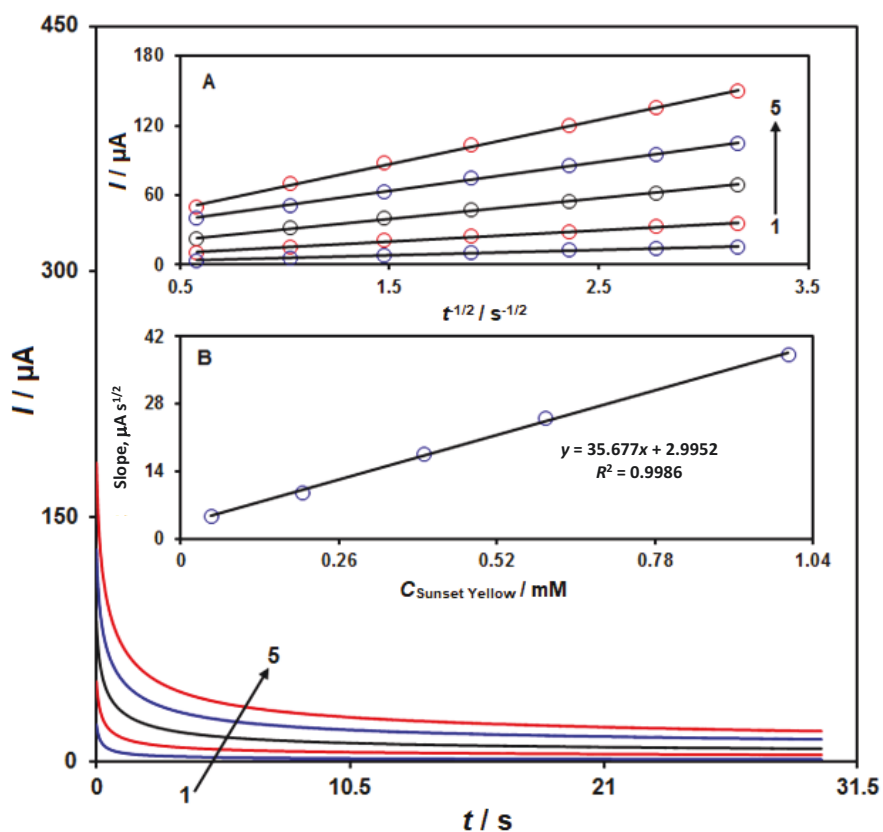 450
300
150
0
I / μA
0
10.5
21
31.5
t / s
5
1
A
180
120
60
0
I / μA
0.5
1.5
2.5
3.5
t-1/2 / s-1/2
5
1
B
42
28
14
0
Slope, μA s1/2
y = 35.677x + 2.9952
R2 = 0.9986
0
0.26
0.52
0.78
1.04
CSunset Yellow / mM